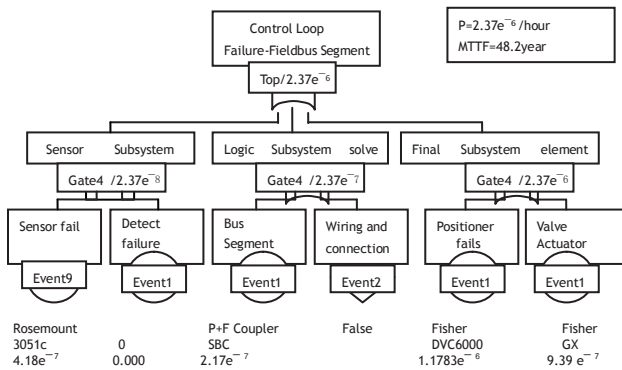 Control Loop
Failure-Fieldbus Segment
Top/2.37e⁻⁶
P=2.37e⁻⁶/hour
MTTF=48.2year
Sensor Subsystem
Gate4 /2.37e⁻⁸
Logic Subsystem solve
Gate4 /2.37e⁻⁷
Final Subsystem element
Gate4 /2.37e⁻⁶
Sensor fail
Event9
Detect
failure
Event1
Bus
Segment
Event1
Wiring and
connection
Event2
Positioner
fails
Event1
Valve
Actuator
Event1
Rosemount
3051c
4.18e⁻⁷
0
0.000
P+F Coupler
SBC
2.17e⁻⁷
False
Fisher
DVC6000
1.1783e⁻⁶
Fisher
GX
9.39 e⁻⁷